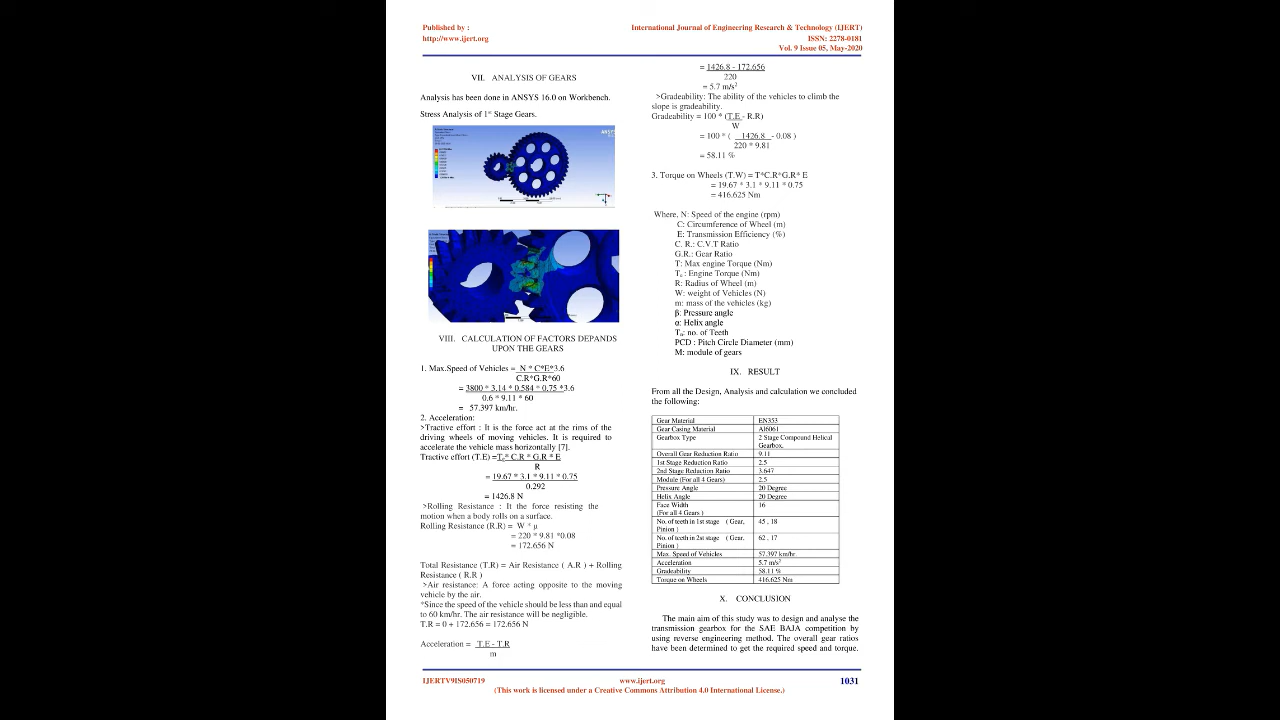 Published by :
http://www.ijert.org
International Journal of Engineering Research & Technology (IJERT)
ISSN: 2278-0181
Vol. 9 Issue 05, May-2020
VII. ANALYSIS OF GEARS
Analysis has been done in ANSYS 16.0 on Workbench.
Stress Analysis of 1st Stage Gears.
ANSYS
VIII. CALCULATION OF FACTORS DEPANDS
UPON THE GEARS
1. Max.Speed of Vehicles = N * C*E*3.6
C.R*G.R*60
= 3800 * 3.14 * 0.584 * 0.75 *3.6
0.6 * 9.11 * 60
= 57.397 km/hr.
2. Acceleration:
>Tractive effort : It is the force act at the rims of the
driving wheels of moving vehicles. It is required to
accelerate the vehicle mass horizontally [7].
Tractive effort (T.E) =Te* C.R * G.R * E
R
= 19.67 * 3.1 * 9.11 * 0.75
0.292
= 1426.8 N
>Rolling Resistance : It the force resisting the
motion when a body rolls on a surface.
Rolling Resistance (R.R) = W * µ
= 220 * 9.81 *0.08
= 172.656 N
Total Resistance (T.R) = Air Resistance ( A.R ) + Rolling
Resistance ( R.R )
>Air resistance: A force acting opposite to the moving
vehicle by the air.
*Since the speed of the vehicle should be less than and equal
to 60 km/hr. The air resistance will be negligible.
T.R = 0 + 172.656 = 172.656 N
Acceleration = T.E - T.R
m
= 1426.8 - 172.656
220
= 5.7 m/s2
>Gradeability: The ability of the vehicles to climb the
slope is gradeability.
Gradeability = 100 * (T.E - R.R)
W
= 100 * ( 1426.8 - 0.08 )
220 * 9.81
= 58.11 %
3. Torque on Wheels (T.W) = T*C.R*G.R* E
= 19.67 * 3.1 * 9.11 * 0.75
= 416.625 Nm
Where, N: Speed of the engine (rpm)
C: Circumference of Wheel (m)
E: Transmission Efficiency (%)
C. R.: C.V.T Ratio
G.R.: Gear Ratio
T: Max engine Torque (Nm)
Te : Engine Torque (Nm)
R: Radius of Wheel (m)
W: weight of Vehicles (N)
m: mass of the vehicles (kg)
β: Pressure angle
α: Helix angle
Tn: no. of Teeth
PCD : Pitch Circle Diameter (mm)
M: module of gears
IX. RESULT
From all the Design, Analysis and calculation we concluded
the following:
Gear Material EN353
Gear Casing Material Al6061
Gearbox Type 2 Stage Compound Helical
Gearbox.
Overall Gear Reduction Ratio 9.11
1st Stage Reduction Ratio 2.5
2nd Stage Reduction Ratio 3.647
Module (For all 4 Gears) 2.5
Pressure Angle 20 Degree
Helix Angle 20 Degree
Face Width 16
(For all 4 Gears )
No. of teeth in 1st stage ( Gear, 45 , 18
Pinion )
No. of teeth in 2st stage ( Gear, 62 , 17
Pinion )
Max. Speed of Vehicles 57.397 km/hr.
Acceleration 5.7 m/s2
Gradeability 58.11 %
Torque on Wheels 416.625 Nm
X. CONCLUSION
The main aim of this study was to design and analyse the
transmission gearbox for the SAE BAJA competition by
using reverse engineering method. The overall gear ratios
have been determined to get the required speed and torque.
IJERTV9IS050719
www.ijert.org
1031
(This work is licensed under a Creative Commons Attribution 4.0 International License.)